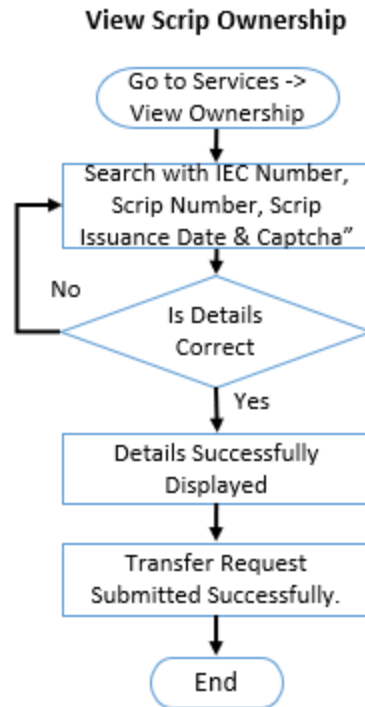 View Scrip Ownership
Go to Services ->
View Ownership
Search with IEC Number,
Scrip Number, Scrip
Issuance Date & Captcha”
No
Is Details
Correct
Yes
Details Successfully
Displayed
Transfer Request
Submitted Successfully.
End